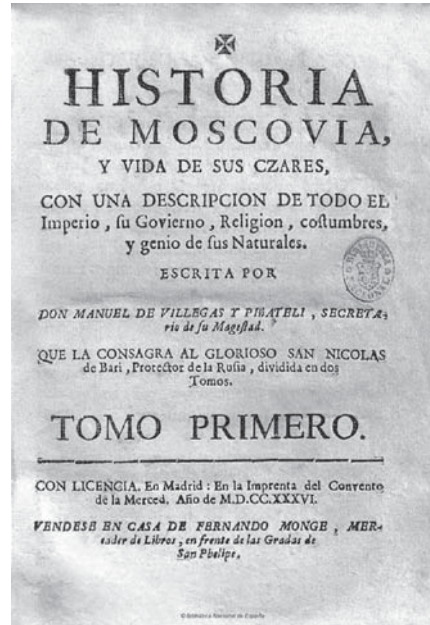 HISTORIA
DE MOSCOVIA,
Y VIDA DE SUS CZARES,
CON UNA DESCRIPCION DE TODO EL
Imperio, ſu Govierno, Religion, coſtumbres,
y genio de ſus Naturales.
ESCRITA POR
DON MANUEL DE VILLEGAS Y PIÑATELI, SECRETA-
rio de ſu Mageſtad.
QUE LA CONSAGRA AL GLORIOSO SAN NICOLAS
de Bari, Protector de la Ruſia, dividida en dos
Tomos.
TOMO PRIMERO.
CON LICENCIA. En Madrid: En la Imprenta del Convento
de la Merced. Año de M.D.CC.XXXVI.
VENDESE EN CASA DE FERNANDO MONGE, MER-
cader de Libros, en frente de las Gradas de
San Phelipe.
© Biblioteca Nacional de España